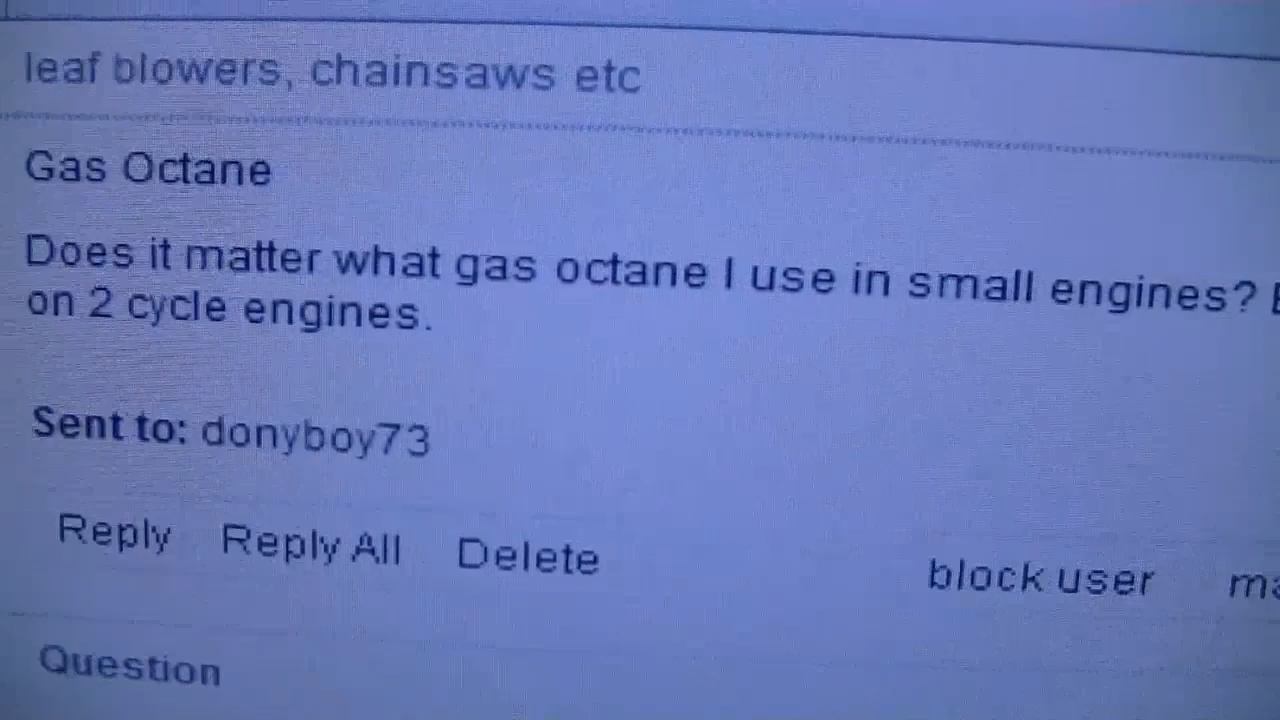 leaf blowers, chainsaws etc
Gas Octane
Does it matter what gas octane I use in small engines?
on 2 cycle engines.
Sent to: donyboy73
Reply Reply All Delete block user
Question